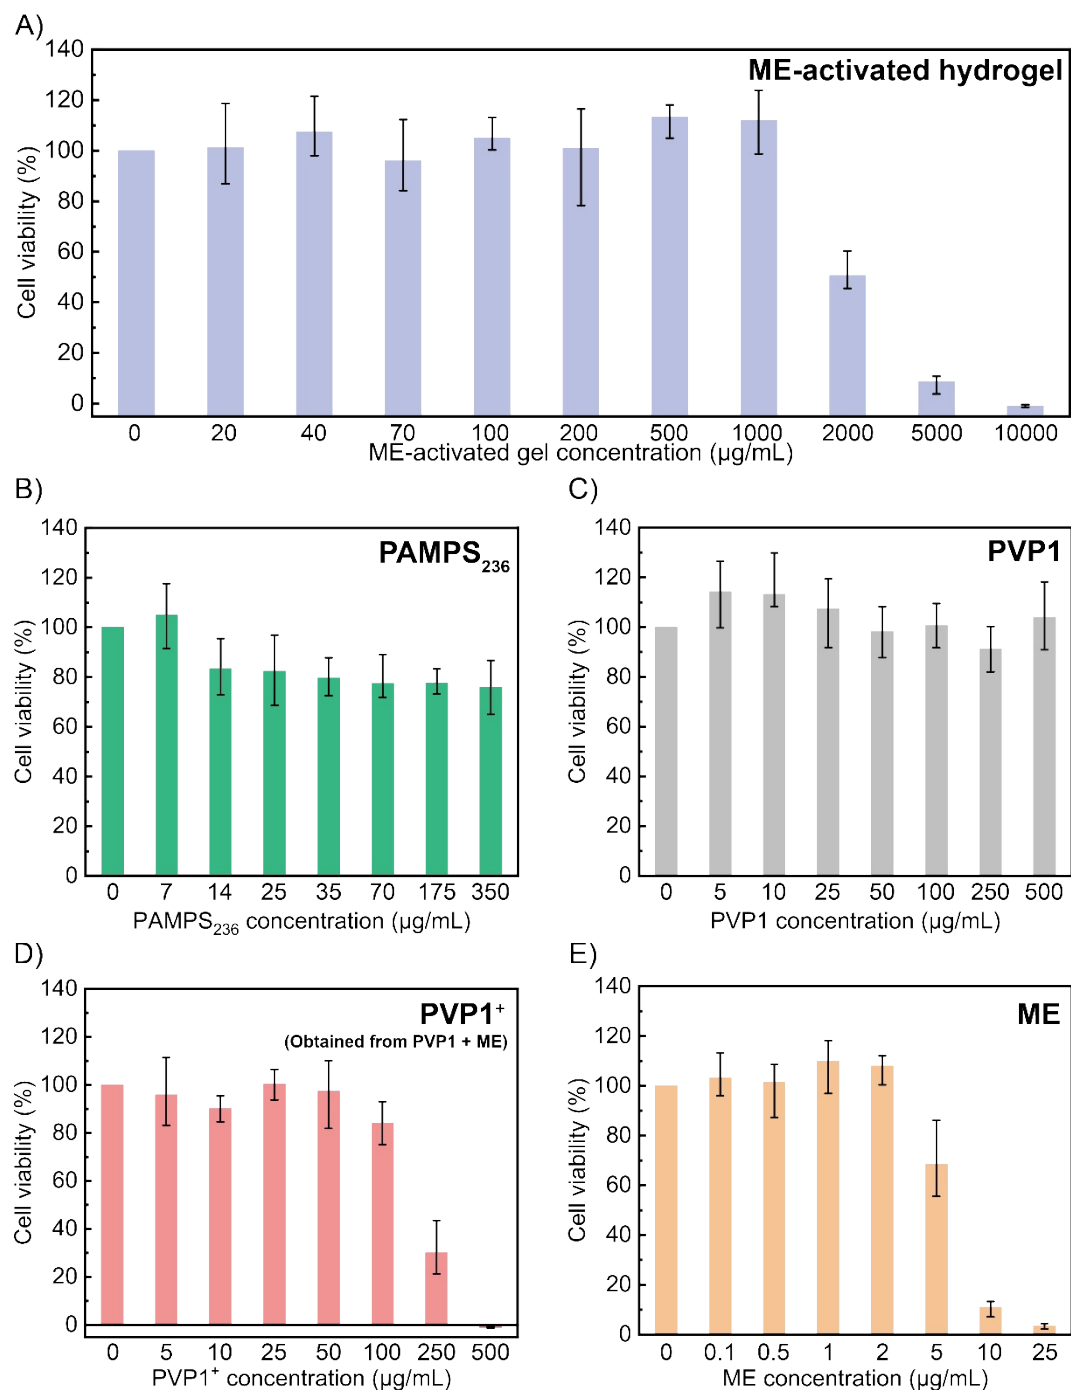 A)
ME-activated hydrogel
Cell viability (%)
140
120
100
80
60
40
20
0
0 20 40 70 100 200 500 1000 2000 5000 10000
ME-activated gel concentration (µg/mL)
B)
PAMPS₂₃₆
Cell viability (%)
140
120
100
80
60
40
20
0
0 7 14 25 35 70 175 350
PAMPS₂₃₆ concentration (µg/mL)
C)
PVP1
Cell viability (%)
140
120
100
80
60
40
20
0
0 5 10 25 50 100 250 500
PVP1 concentration (µg/mL)
D)
PVP1⁺
(Obtained from PVP1 + ME)
Cell viability (%)
140
120
100
80
60
40
20
0
0 5 10 25 50 100 250 500
PVP1⁺ concentration (µg/mL)
E)
ME
Cell viability (%)
140
120
100
80
60
40
20
0
0 0.1 0.5 1 2 5 10 25
ME concentration (µg/mL)